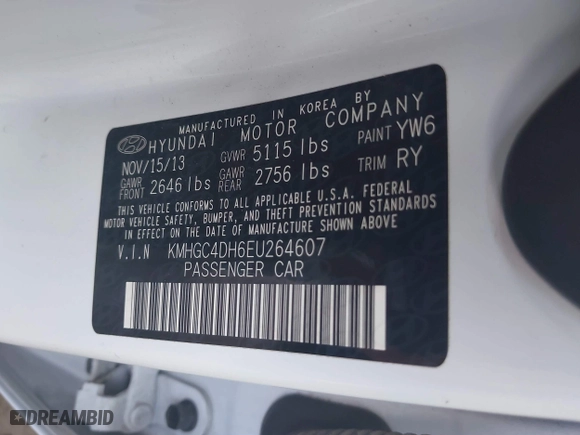 MANUFACTURED IN KOREA BY
HYUNDAI MOTOR COMPANY
NOV/15/13 GVWR 5115 lbs PAINT YW6
GAWR FRONT 2646 lbs GAWR REAR 2756 lbs TRIM RY
THIS VEHICLE CONFORMS TO ALL APPLICABLE U.S.A. FEDERAL
MOTOR VEHICLE SAFETY, BUMPER, AND THEFT PREVENTION STANDARDS
IN EFFECT ON THE DATE OF MANUFACTURE SHOWN ABOVE.
V.I.N KMHGC4DH6EU264607
PASSENGER CAR
DREAMBID